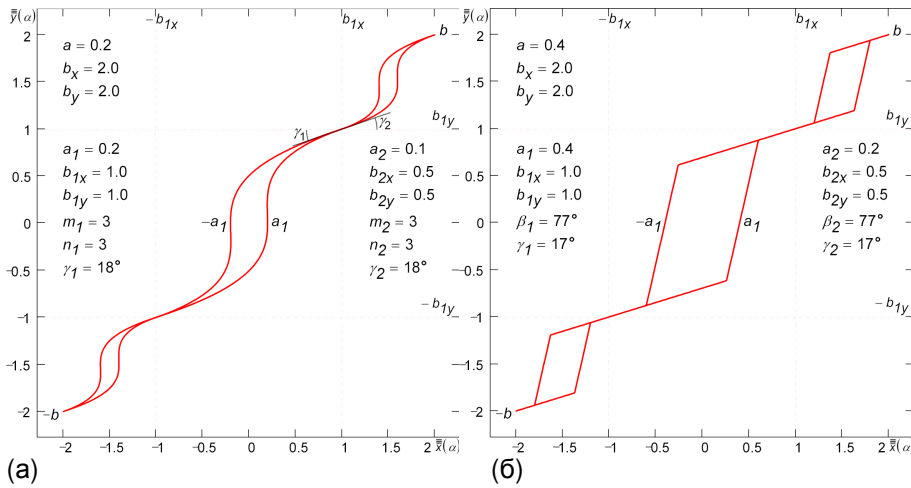 y̿(α)
−b1x
b1x
b
a = 0.2
bx = 2.0
by = 2.0
b1y
γ1
γ2
a1 = 0.2
b1x = 1.0
b1y = 1.0
m1 = 3
n1 = 3
γ1 = 18°
−a1
a1
a2 = 0.1
b2x = 0.5
b2y = 0.5
m2 = 3
n2 = 3
γ2 = 18°
−b1y
−b
2
1.5
1
0.5
0
−0.5
−1
−1.5
−2
−2 −1.5 −1 −0.5 0 0.5 1 1.5 2 x̿(α)
(а)
y̿(α)
−b1x
b1x
b
a = 0.4
bx = 2.0
by = 2.0
b1y
a1 = 0.4
b1x = 1.0
b1y = 1.0
β1 = 77°
γ1 = 17°
−a1
a1
a2 = 0.2
b2x = 0.5
b2y = 0.5
β2 = 77°
γ2 = 17°
−b1y
−b
2
1.5
1
0.5
0
−0.5
−1
−1.5
−2
−2 −1.5 −1 −0.5 0 0.5 1 1.5 2 x̿(α)
(б)